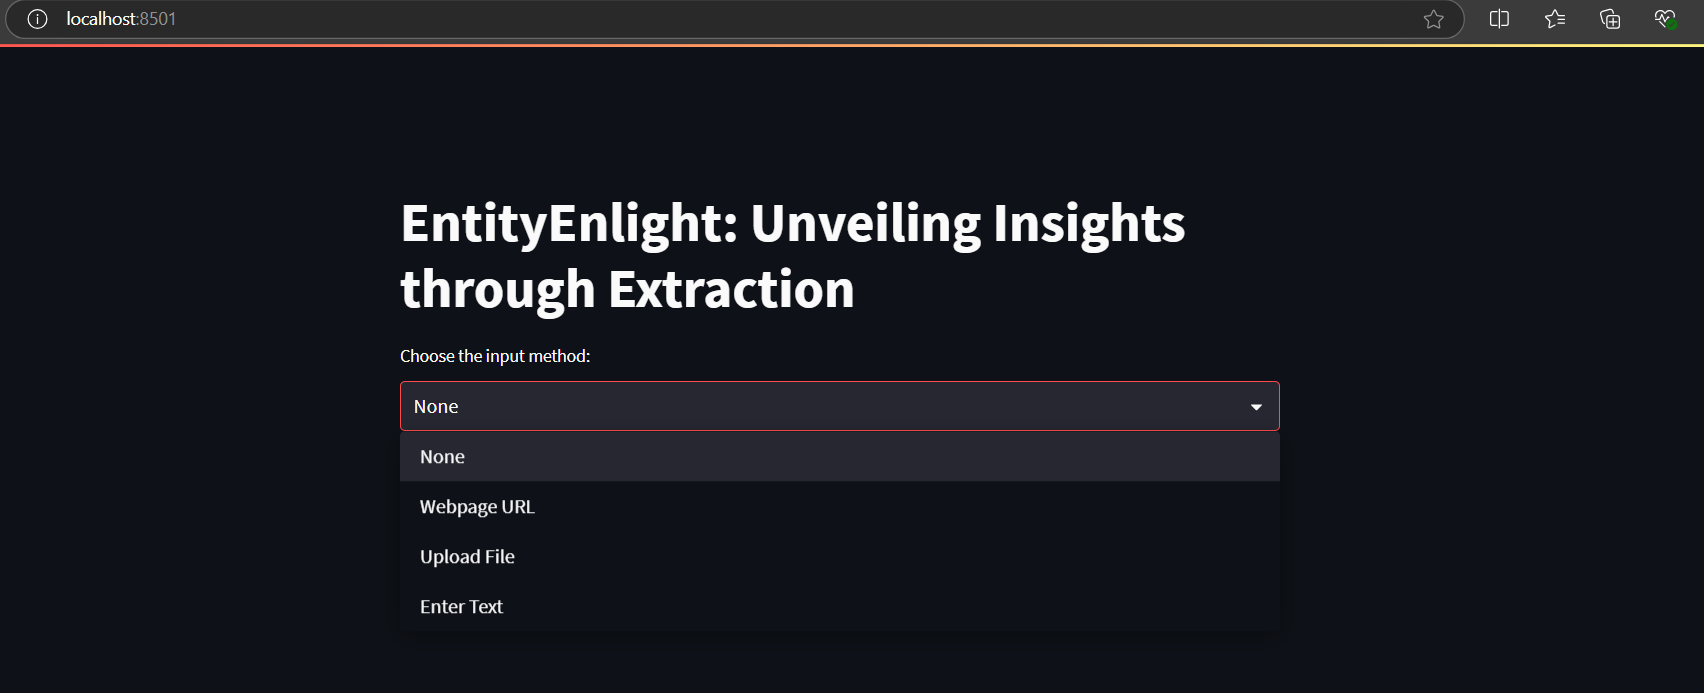 localhost:8501
EntityEnlight: Unveiling Insights
through Extraction
Choose the input method:
None
None
Webpage URL
Upload File
Enter Text